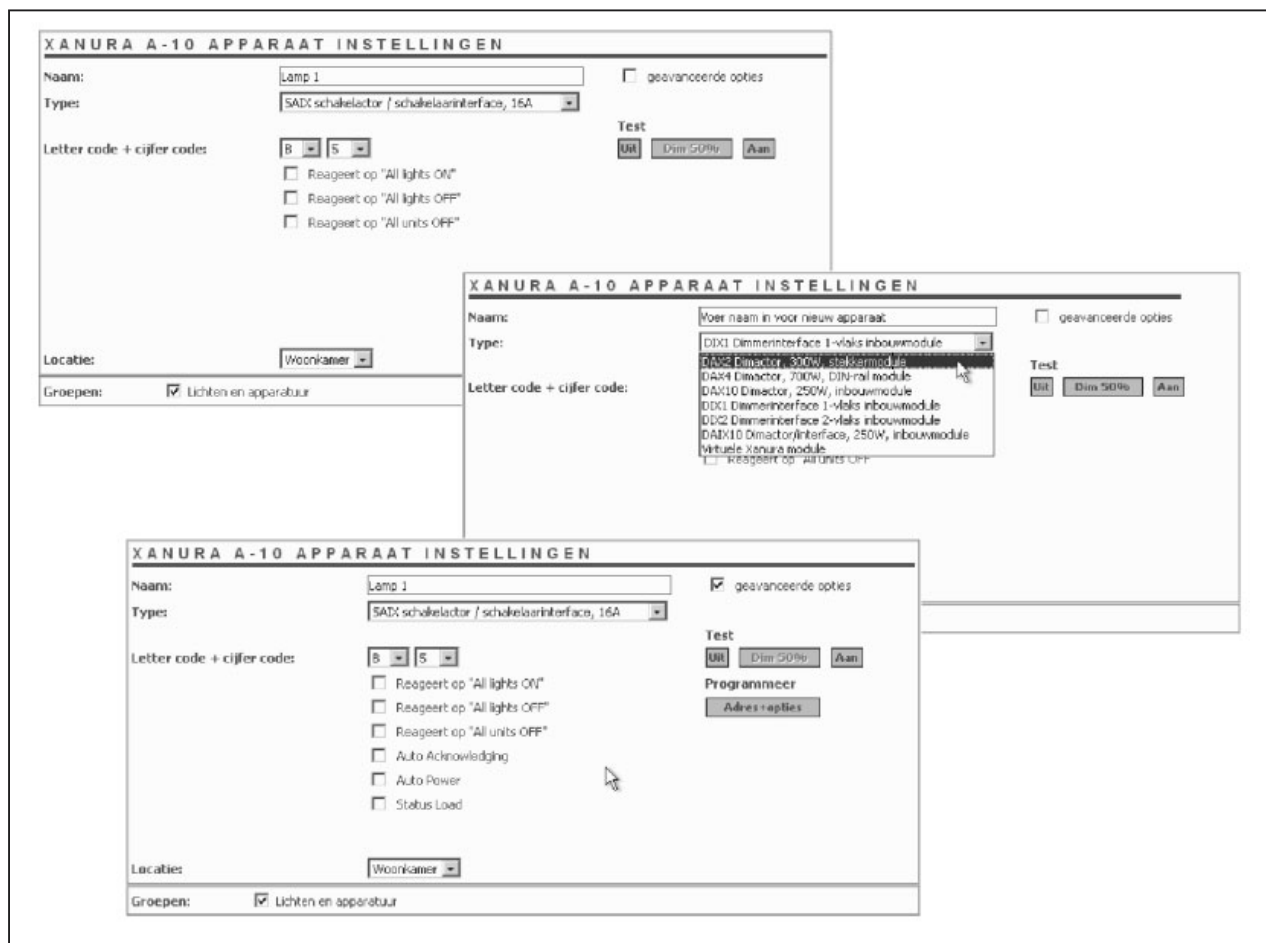 XANURA A-10 APPARAAT INSTELLINGEN
Naam: Lamp 1 geavanceerde opties
Type: SAIX schakelactor / schakelaarinterface, 16A
Test
Letter code + cijfer code: B 5 Uit Dim 50% Aan
Reageert op "All lights ON"
Reageert op "All lights OFF"
Reageert op "All units OFF"
Locatie: Woonkamer
Groepen: Lichten en apparatuur
XANURA A-10 APPARAAT INSTELLINGEN
Naam: Voer naam in voor nieuw apparaat geavanceerde opties
Type: DIX1 Dimmerinterface 1-vlaks inbouwmodule
DAX2 Dimactor, 300W, stekkermodule
Test
DAX4 Dimactor, 700W, DIN-rail module
Letter code + cijfer code: DAX10 Dimactor, 250W, inbouwmodule Uit Dim 50% Aan
DIX1 Dimmerinterface 1-vlaks inbouwmodule
DIX2 Dimmerinterface 2-vlaks inbouwmodule
DAIX10 Dimactor/interface, 250W, inbouwmodule
Virtuele Xanura module
Reageert op "All units OFF"
XANURA A-10 APPARAAT INSTELLINGEN
Naam: Lamp 1 geavanceerde opties
Type: SAIX schakelactor / schakelaarinterface, 16A
Test
Letter code + cijfer code: B 5 Uit Dim 50% Aan
Reageert op "All lights ON" Programmeer
Reageert op "All lights OFF" Adres+opties
Reageert op "All units OFF"
Auto Acknowledging
Auto Power
Status Load
Locatie: Woonkamer
Groepen: Lichten en apparatuur